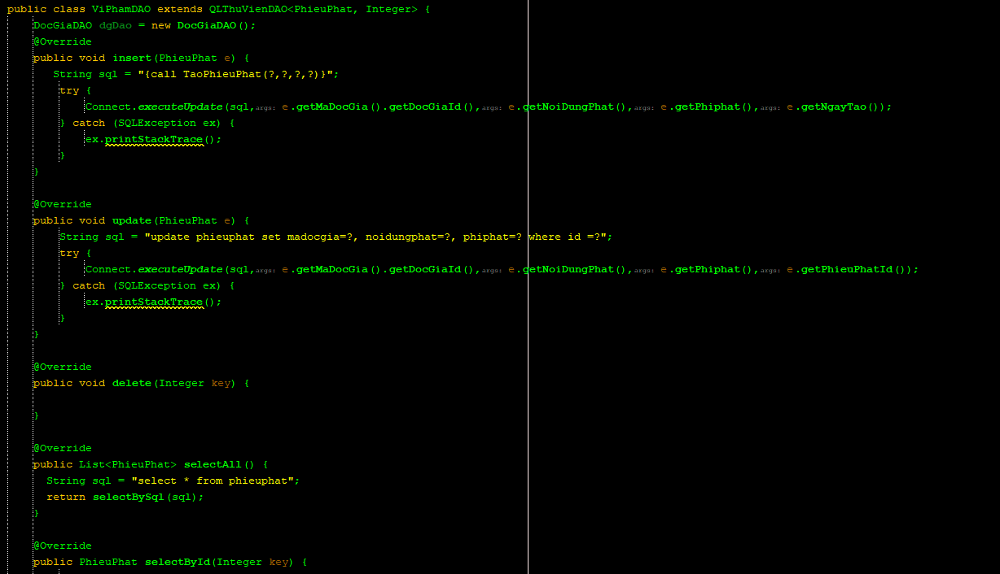 public class ViPhamDAO extends QLThuVienDAO<PhieuPhat, Integer> {
DocGiaDAO dgDao = new DocGiaDAO();
@Override
public void insert(PhieuPhat e) {
String sql = "{call TaoPhieuPhat(?,?,?,?)}";
try {
Connect.executeUpdate(sql,args: e.getMaDocGia().getDocGiaId(),args: e.getNoiDungPhat(),args: e.getPhiphat(),args: e.getNgayTao());
} catch (SQLException ex) {
ex.printStackTrace();
}
}
@Override
public void update(PhieuPhat e) {
String sql = "update phieuphat set madocgia=?, noidungphat=?, phiphat=? where id =?";
try {
Connect.executeUpdate(sql,args: e.getMaDocGia().getDocGiaId(),args: e.getNoiDungPhat(),args: e.getPhiphat(),args: e.getPhieuPhatId());
} catch (SQLException ex) {
ex.printStackTrace();
}
}
@Override
public void delete(Integer key) {
}
@Override
public List<PhieuPhat> selectAll() {
String sql = "select * from phieuphat";
return selectBySql(sql);
}
@Override
public PhieuPhat selectById(Integer key) {